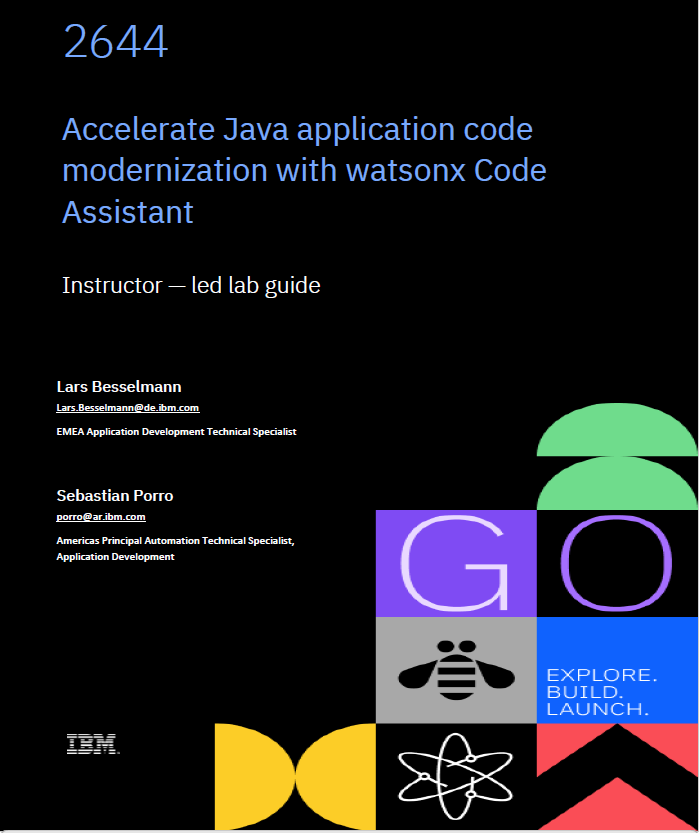 2644
Accelerate Java application code
modernization with watsonx Code
Assistant
Instructor — led lab guide
Lars Besselmann
Lars.Besselmann@de.ibm.com
EMEA Application Development Technical Specialist
Sebastian Porro
porro@ar.ibm.com
Americas Principal Automation Technical Specialist,
Application Development
GO
EXPLORE.
BUILD.
LAUNCH.
IBM